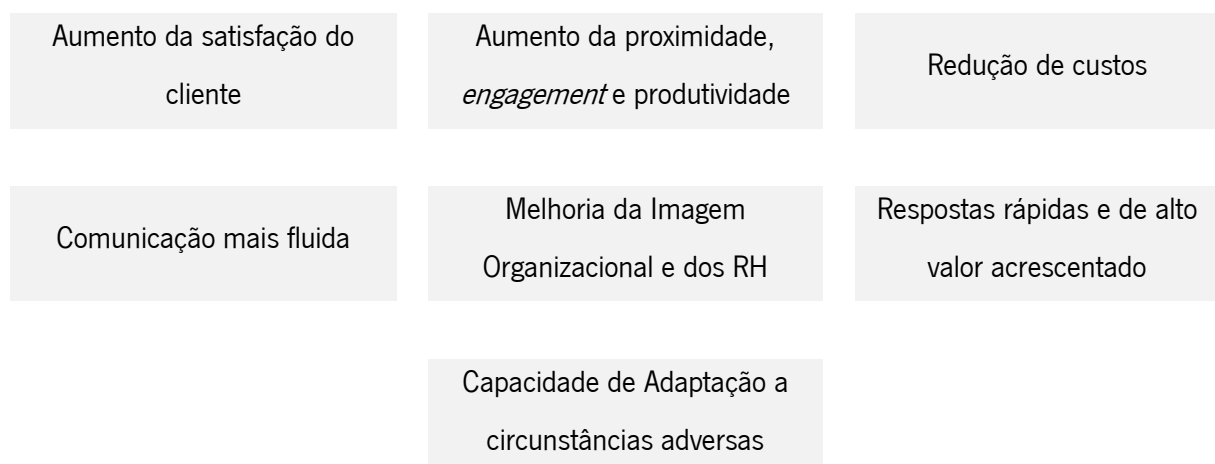 Aumento da satisfação do
cliente
Aumento da proximidade,
engagement e produtividade
Redução de custos
Comunicação mais fluida
Melhoria da Imagem
Organizacional e dos RH
Respostas rápidas e de alto
valor acrescentado
Capacidade de Adaptação a
circunstâncias adversas